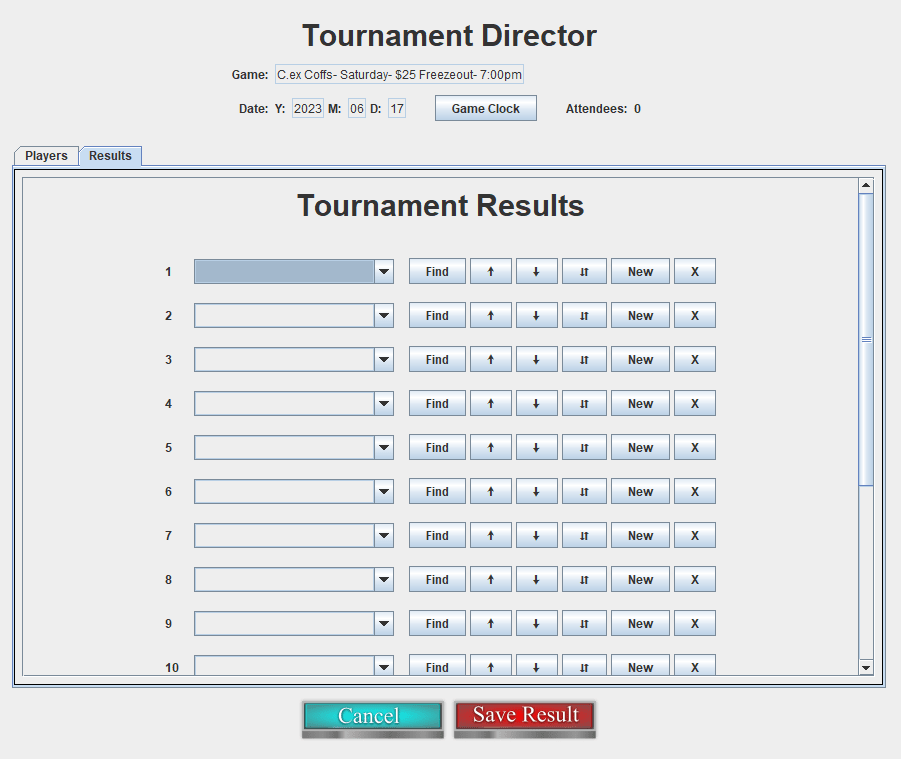 Tournament Director
Game: C.ex Coffs- Saturday- $25 Freezeout- 7:00pm
Date: Y: 2023 M: 06 D: 17 Game Clock Attendees: 0
Players Results
Tournament Results
1 Find ↑ ↓ ↓↑ New X
2 Find ↑ ↓ ↓↑ New X
3 Find ↑ ↓ ↓↑ New X
4 Find ↑ ↓ ↓↑ New X
5 Find ↑ ↓ ↓↑ New X
6 Find ↑ ↓ ↓↑ New X
7 Find ↑ ↓ ↓↑ New X
8 Find ↑ ↓ ↓↑ New X
9 Find ↑ ↓ ↓↑ New X
10 Find ↑ ↓ ↓↑ New X
Cancel Save Result